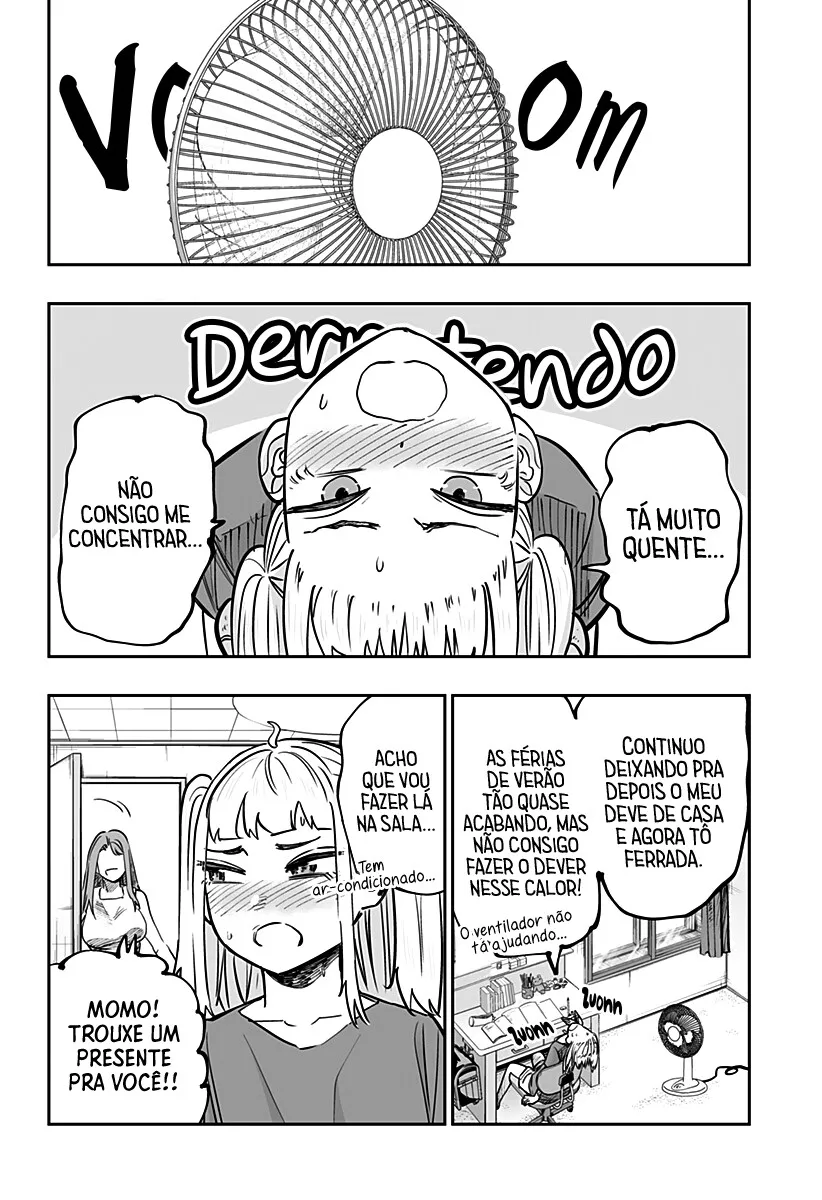 TÁ MUITO
QUENTE...
NÃO
CONSIGO ME
CONCENTRAR...
CONTINUO
DEIXANDO PRA
DEPOIS O MEU
DEVE DE CASA
E AGORA TÔ
FERRADA.
AS FÉRIAS
DE VERÃO
TÃO QUASE
ACABANDO, MAS
NÃO CONSIGO
FAZER O DEVER
NESSE CALOR!
O ventilador não
tá ajudando...
ZUONN
ZUONN
ACHO
QUE VOU
FAZER LÁ
NA SALA...
Tem
ar-condicionado...
MOMO!
TROUXE UM
PRESENTE
PRA VOCÊ!!